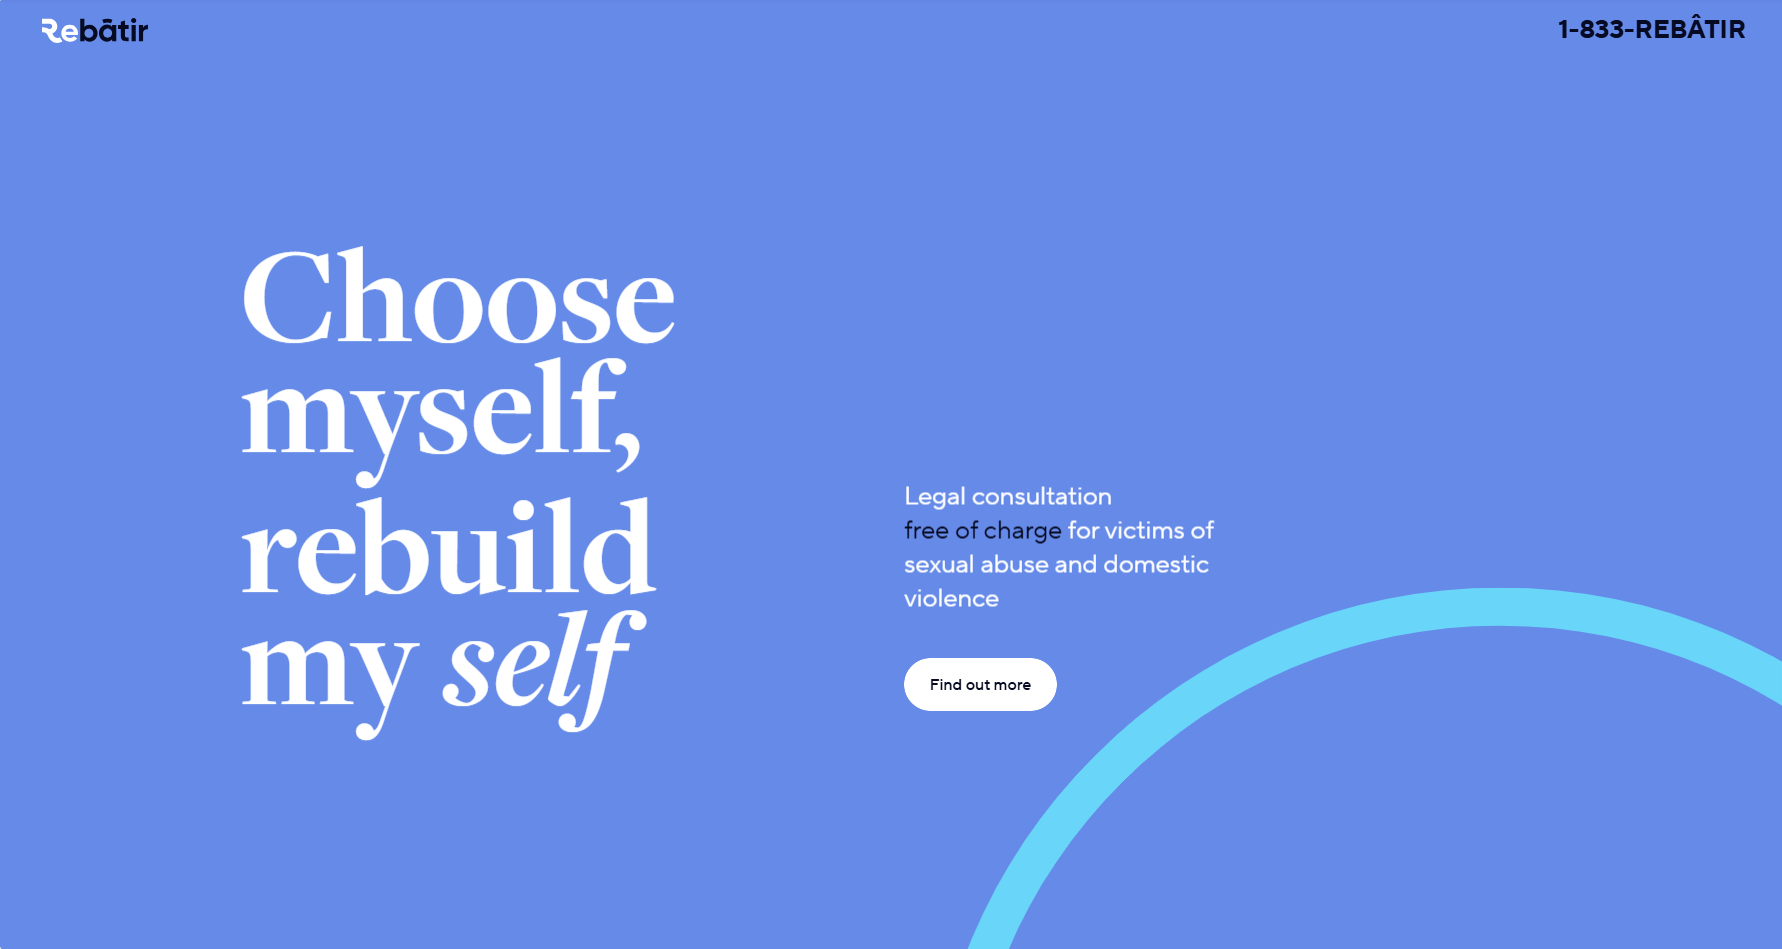 Rebâtir
1-833-REBÂTIR
Choose
myself,
rebuild
my self
Legal consultation
free of charge for victims of
sexual abuse and domestic
violence
Find out more